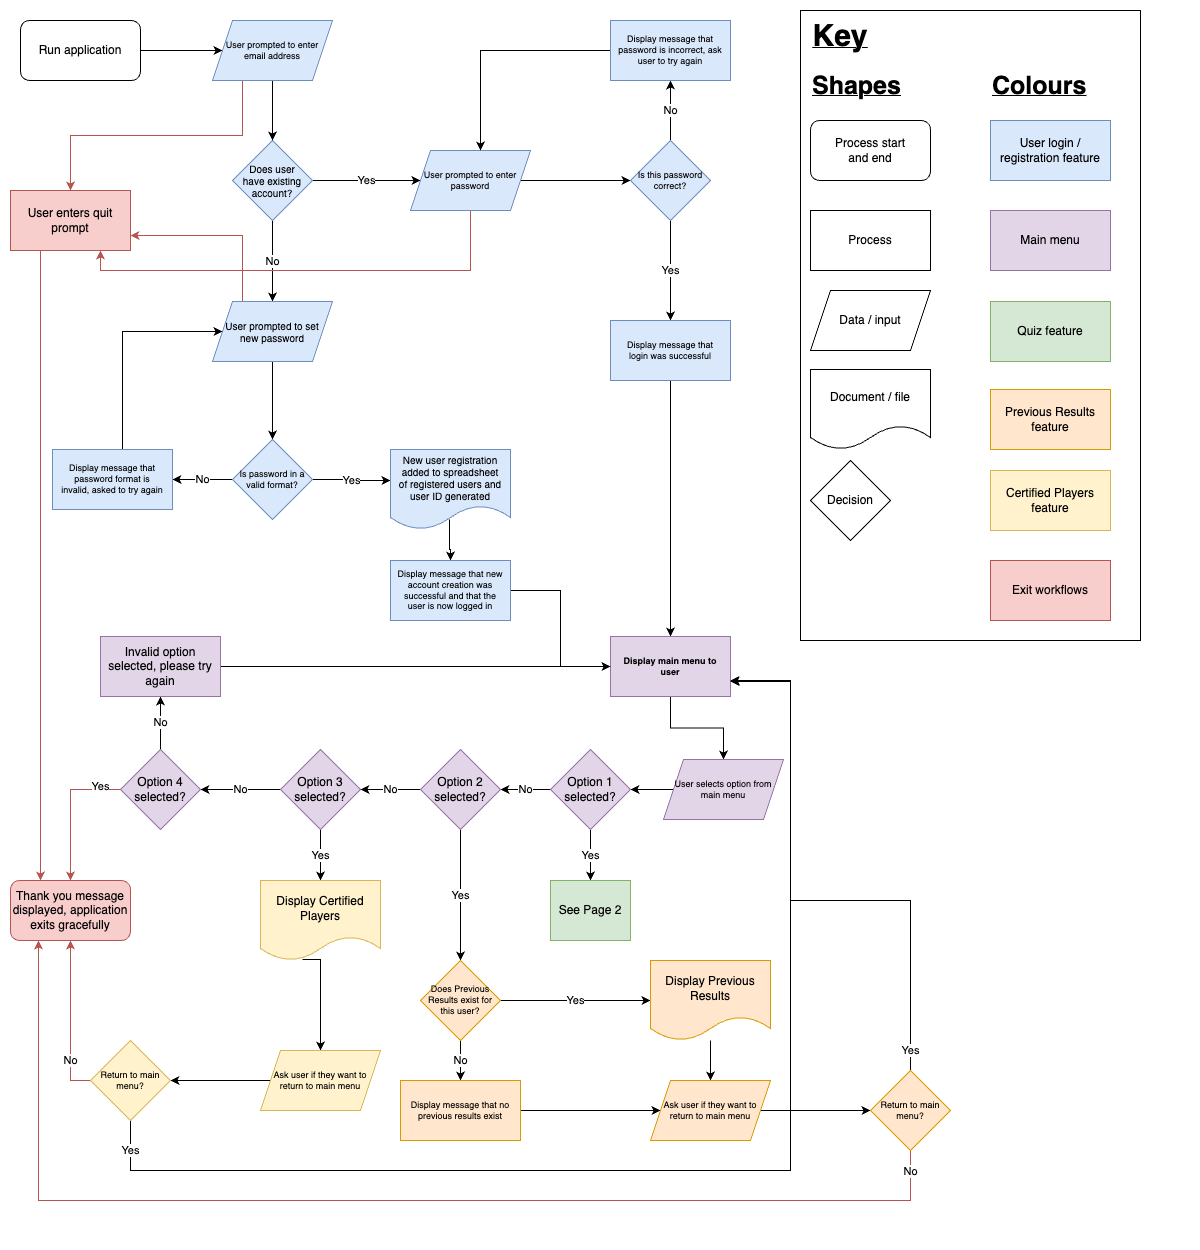 Run application
User prompted to enter
email address
Display message that
password is incorrect, ask
user to try again
No
Does user
have existing
account?
Yes
User prompted to enter
password
Is this password
correct?
User enters quit
prompt
No
Yes
User prompted to set
new password
Display message that
login was successful
Display message that
password format is
invalid, asked to try again
No
Is password in a
valid format?
Yes
New user registration
added to spreadsheet
of registered users and
user ID generated
Display message that new
account creation was
successful and that the
user is now logged in
Invalid option
selected, please try
again
Display main menu to
user
No
Yes
Option 4
selected?
No
Option 3
selected?
No
Option 2
selected?
No
Option 1
selected?
User selects option from
main menu
Yes
Yes
Yes
Thank you message
displayed, application
exits gracefully
Display Certified
Players
See Page 2
Does Previous
Results exist for
this user?
Yes
Display Previous
Results
No
No
Yes
Return to main
menu?
Ask user if they want to
return to main menu
Display message that no
previous results exist
Ask user if they want to
return to main menu
Return to main
menu?
Yes
No
Key
Shapes
Colours
Process start
and end
User login /
registration feature
Process
Main menu
Data / input
Quiz feature
Document / file
Previous Results
feature
Decision
Certified Players
feature
Exit workflows